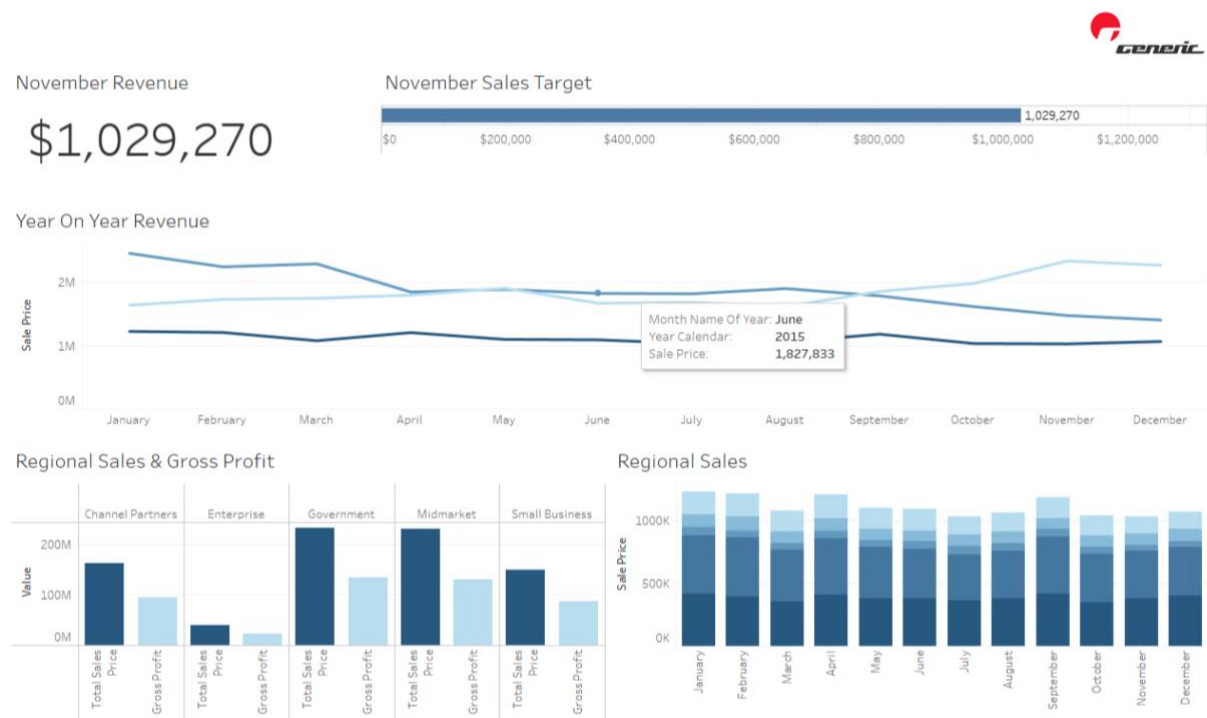 Generic
November Revenue
$1,029,270
November Sales Target
1,029,270
$0 $200,000 $400,000 $600,000 $800,000 $1,000,000 $1,200,000
Year On Year Revenue
Sale Price
2M
1M
0M
Month Name Of Year: June
Year Calendar: 2015
Sale Price: 1,827,833
January February March April May June July August September October November December
Regional Sales & Gross Profit
Channel Partners Enterprise Government Midmarket Small Business
Value
200M
100M
0M
Total Sales Price Gross Profit Total Sales Price Gross Profit Total Sales Price Gross Profit Total Sales Price Gross Profit Total Sales Price Gross Profit
Regional Sales
Sale Price
1000K
500K
0K
January February March April May June July August September October November December